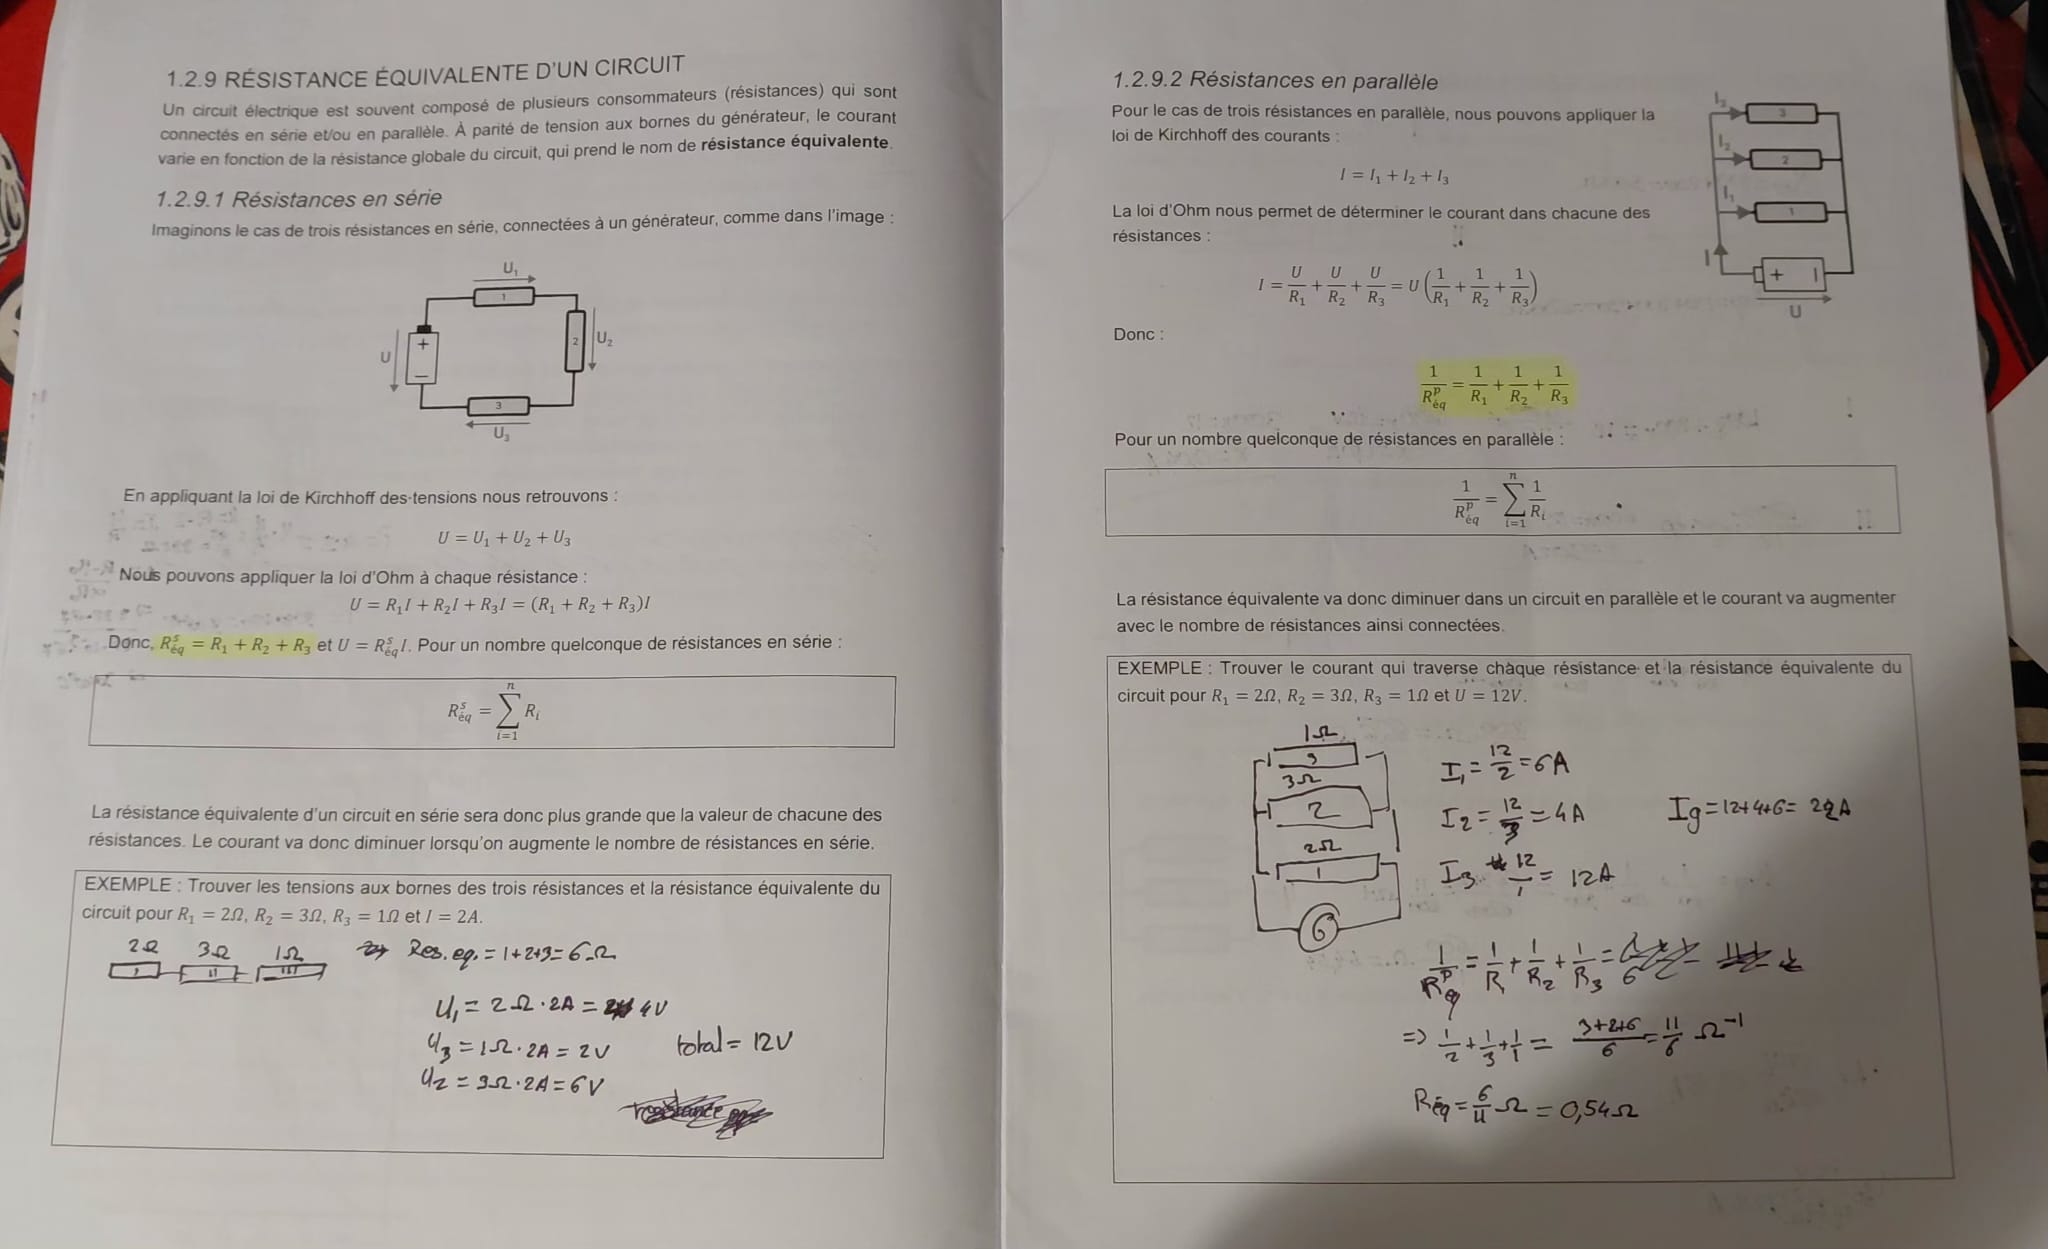 1.2.9 RÉSISTANCE ÉQUIVALENTE D'UN CIRCUIT
Un circuit électrique est souvent composé de plusieurs consommateurs (résistances) qui sont
connectés en série et/ou en parallèle. À parité de tension aux bornes du générateur, le courant
varie en fonction de la résistance globale du circuit, qui prend le nom de résistance équivalente.
1.2.9.1 Résistances en série
Imaginons le cas de trois résistances en série, connectées à un générateur, comme dans l'image :
U₁
1
U
+
−
2
U₂
3
U₃
En appliquant la loi de Kirchhoff des tensions nous retrouvons :
U = U₁ + U₂ + U₃
Nous pouvons appliquer la loi d'Ohm à chaque résistance :
U = R₁I + R₂I + R₃I = (R₁ + R₂ + R₃)I
Donc, Rˢéq = R₁ + R₂ + R₃ et U = RˢéqI. Pour un nombre quelconque de résistances en série :
Rˢéq = ∑ⁿᵢ₌₁ Rᵢ
La résistance équivalente d'un circuit en série sera donc plus grande que la valeur de chacune des
résistances. Le courant va donc diminuer lorsqu'on augmente le nombre de résistances en série.
EXEMPLE : Trouver les tensions aux bornes des trois résistances et la résistance équivalente du
circuit pour R₁ = 2Ω, R₂ = 3Ω, R₃ = 1Ω et I = 2A.
2Ω 3Ω 1Ω
I II III
Res. eq. = 1+2+3= 6Ω
U₁ = 2Ω·2A = 4V
U₃ = 1Ω·2A = 2V
total = 12V
U₂ = 3Ω·2A = 6V
1.2.9.2 Résistances en parallèle
Pour le cas de trois résistances en parallèle, nous pouvons appliquer la
loi de Kirchhoff des courants :
I = I₁ + I₂ + I₃
La loi d'Ohm nous permet de déterminer le courant dans chacune des
résistances :
I = U/R₁ + U/R₂ + U/R₃ = U (1/R₁ + 1/R₂ + 1/R₃)
Donc :
1/Rᵖéq = 1/R₁ + 1/R₂ + 1/R₃
I₃
3
I₂
2
I₁
1
I
+
U
Pour un nombre quelconque de résistances en parallèle :
1/Rᵖéq = ∑ⁿᵢ₌₁ 1/Rᵢ
La résistance équivalente va donc diminuer dans un circuit en parallèle et le courant va augmenter
avec le nombre de résistances ainsi connectées.
EXEMPLE : Trouver le courant qui traverse chaque résistance et la résistance équivalente du
circuit pour R₁ = 2Ω, R₂ = 3Ω, R₃ = 1Ω et U = 12V.
1Ω
3
3Ω
2
2Ω
1
G
I₁ = 12/2 = 6A
I₂ = 12/3 = 4A
I₃ 12/1 = 12A
Ig = 12+4+6 = 22A
1/Rᵖéq = 1/R₁ + 1/R₂ + 1/R₃ =
=> 1/2 + 1/3 + 1/1 = 3+2+6/6 = 11/6 Ω⁻¹
Réq = 6/11 Ω = 0,54Ω